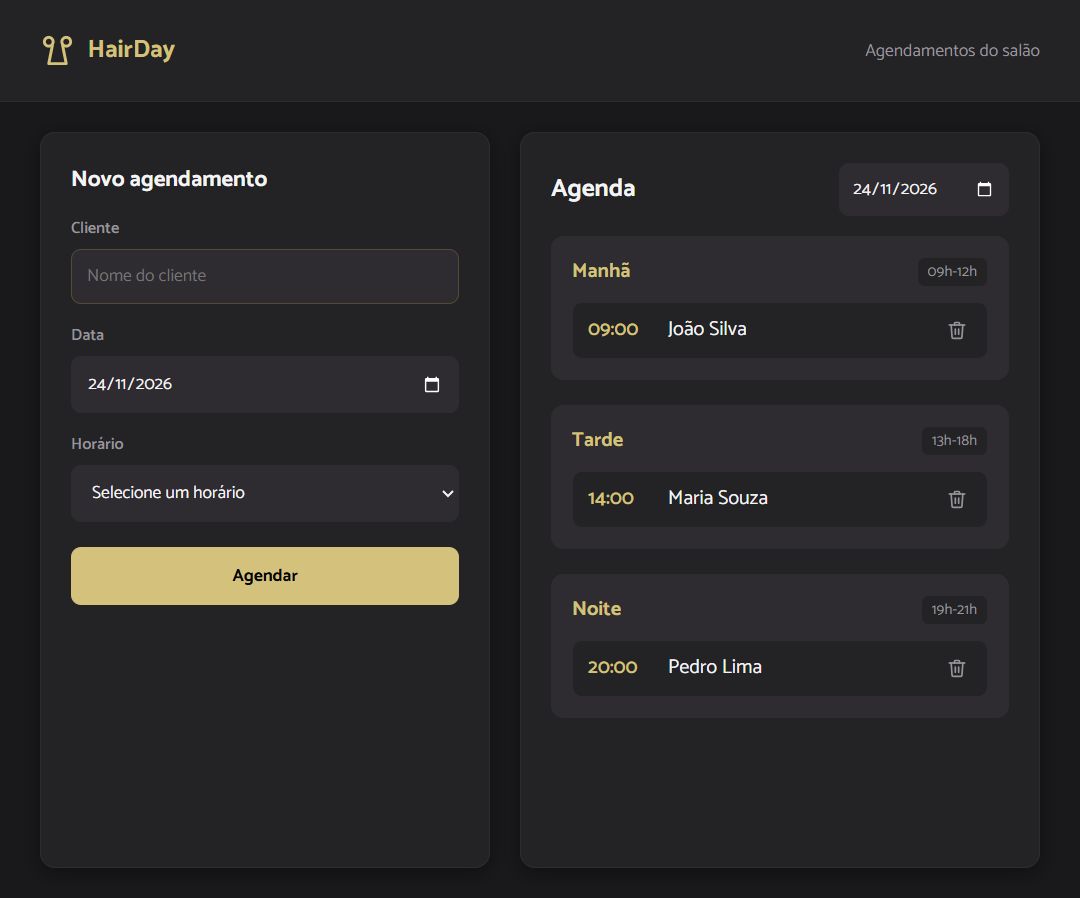 HairDay
Agendamentos do salão
Novo agendamento
Cliente
Nome do cliente
Data
24/11/2026
Horário
Selecione um horário
Agendar
Agenda
24/11/2026
Manhã
09h-12h
09:00 João Silva
Tarde
13h-18h
14:00 Maria Souza
Noite
19h-21h
20:00 Pedro Lima